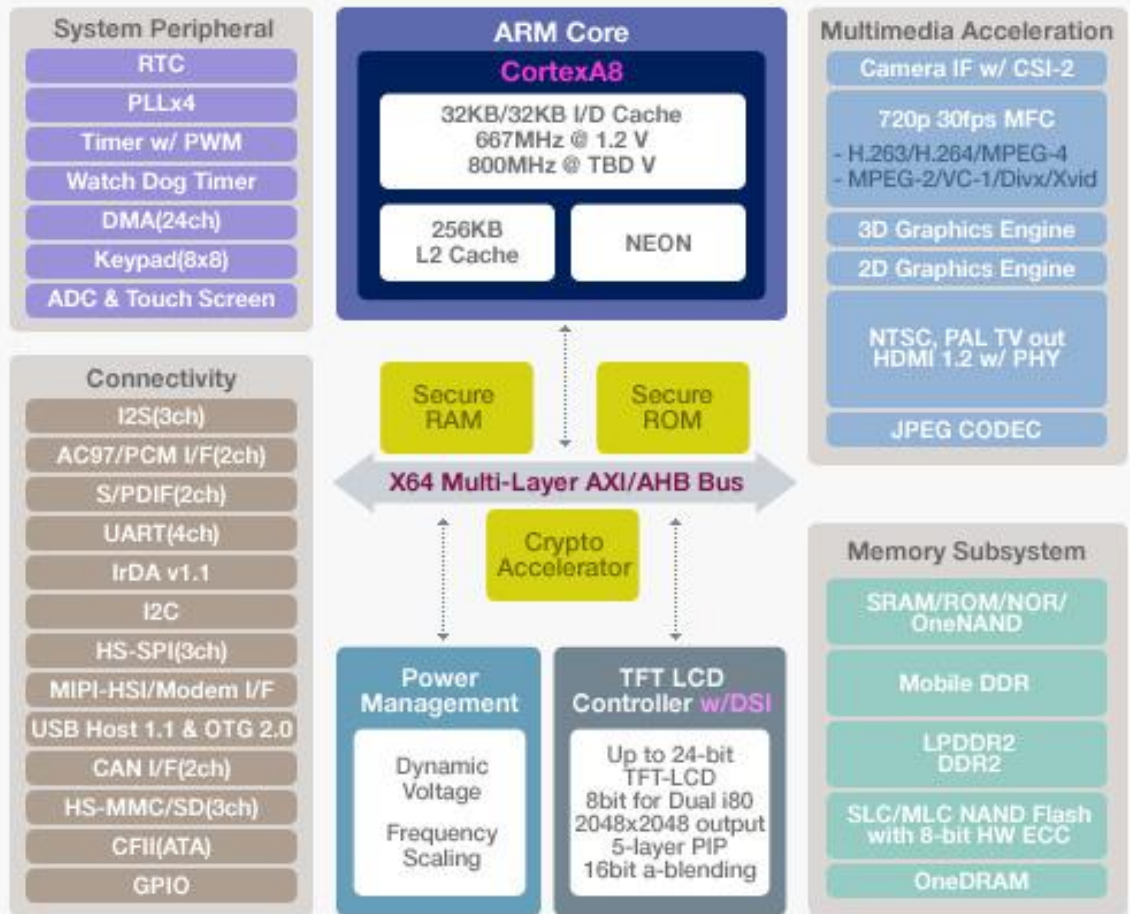 System Peripheral
RTC
PLLx4
Timer w/ PWM
Watch Dog Timer
DMA(24ch)
Keypad(8x8)
ADC & Touch Screen
Connectivity
I2S(3ch)
AC97/PCM I/F(2ch)
S/PDIF(2ch)
UART(4ch)
IrDA v1.1
I2C
HS-SPI(3ch)
MIPI-HSI/Modem I/F
USB Host 1.1 & OTG 2.0
CAN I/F(2ch)
HS-MMC/SD(3ch)
CFII(ATA)
GPIO
ARM Core
CortexA8
32KB/32KB I/D Cache
667MHz @ 1.2 V
800MHz @ TBD V
256KB
L2 Cache
NEON
Secure
RAM
Secure
ROM
X64 Multi-Layer AXI/AHB Bus
Crypto
Accelerator
Power
Management
Dynamic
Voltage
Frequency
Scaling
TFT LCD
Controller w/DSI
Up to 24-bit
TFT-LCD
8bit for Dual i80
2048x2048 output
5-layer PIP
16bit a-blending
Multimedia Acceleration
Camera IF w/ CSI-2
720p 30fps MFC
- H.263/H.264/MPEG-4
- MPEG-2/VC-1/Divx/Xvid
3D Graphics Engine
2D Graphics Engine
NTSC, PAL TV out
HDMI 1.2 w/ PHY
JPEG CODEC
Memory Subsystem
SRAM/ROM/NOR/
OneNAND
Mobile DDR
LPDDR2
DDR2
SLC/MLC NAND Flash
with 8-bit HW ECC
OneDRAM